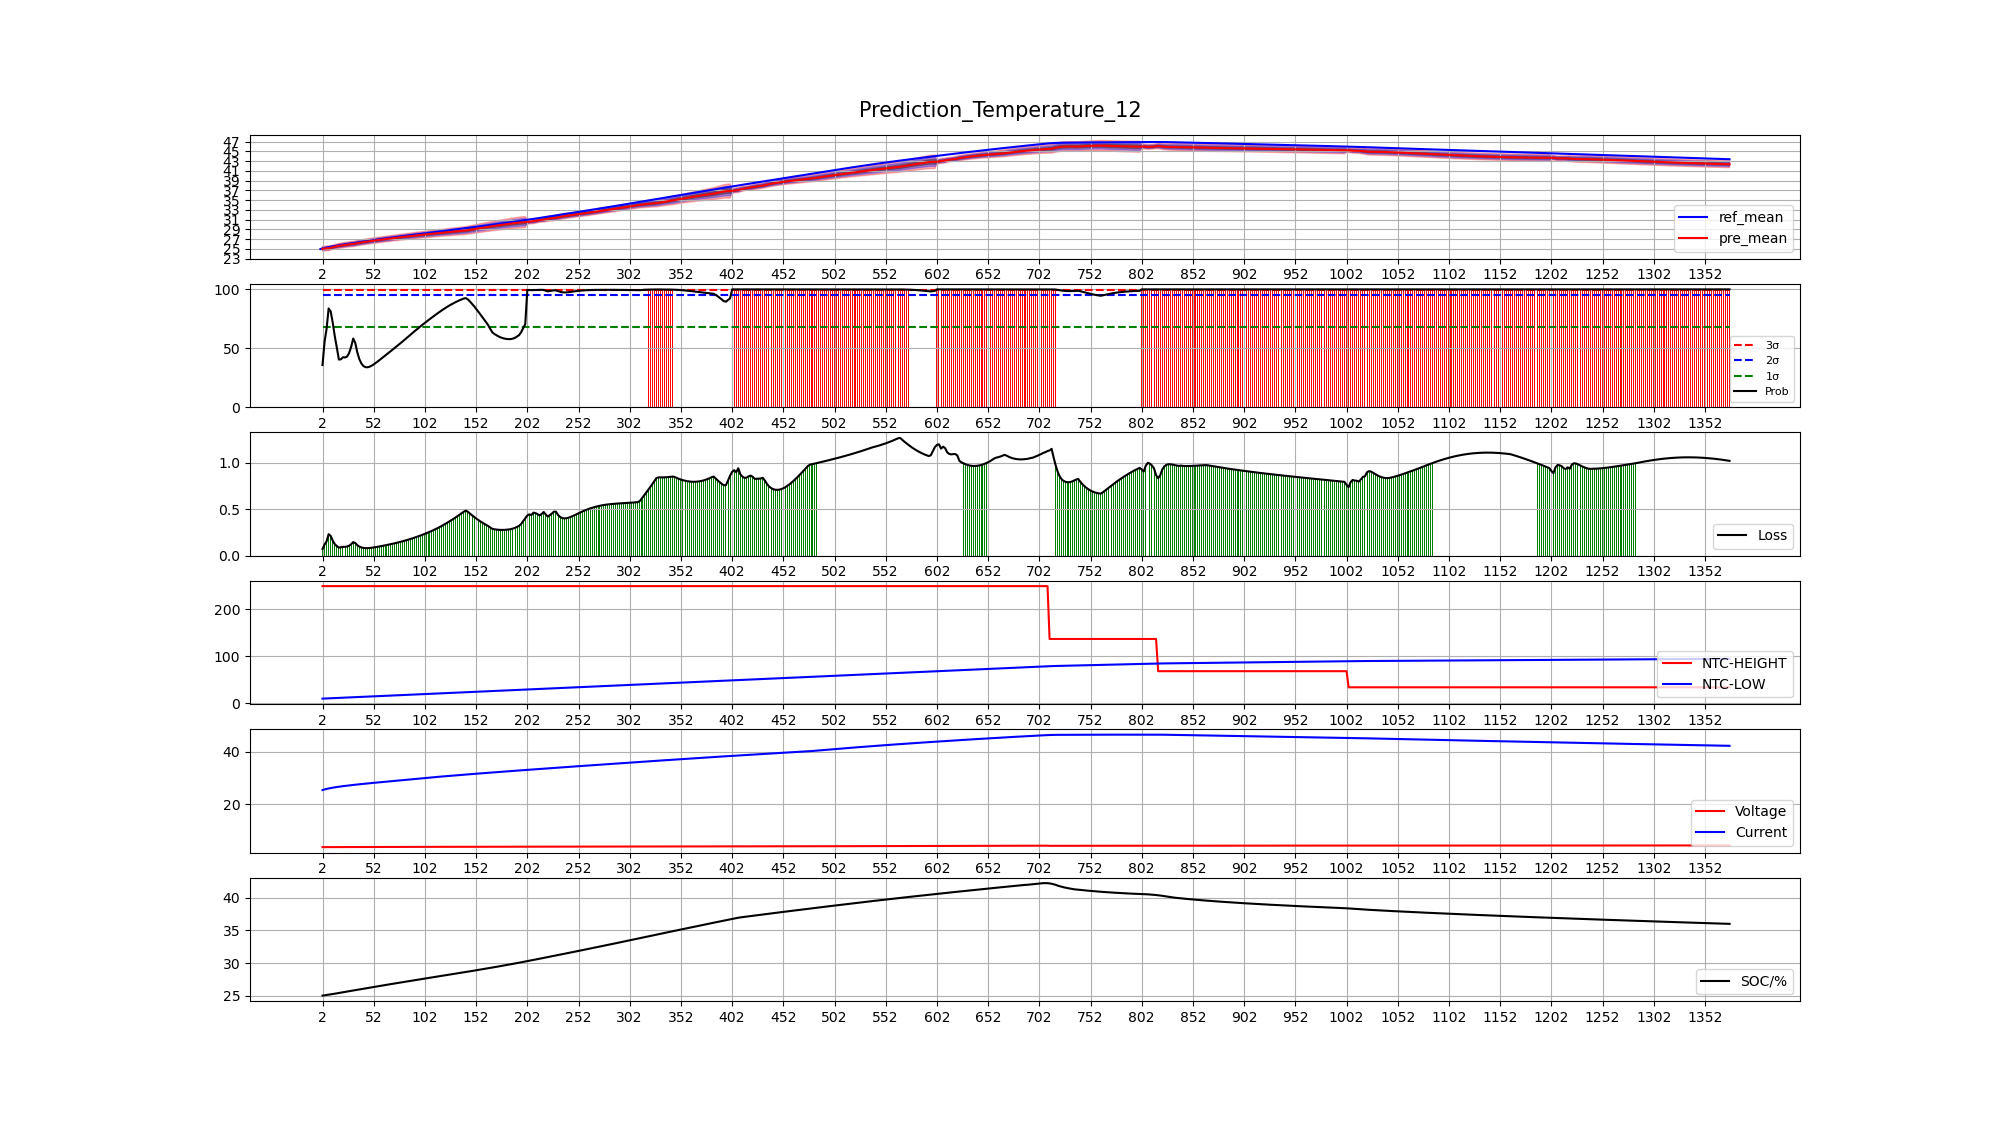 Prediction_Temperature_12
47
45
43
41
39
37
35
33
31
29
27
25
23
ref_mean
pre_mean
2 52 102 152 202 252 302 352 402 452 502 552 602 652 702 752 802 852 902 952 1002 1052 1102 1152 1202 1252 1302 1352
100
50
0
3σ
2σ
1σ
Prob
2 52 102 152 202 252 302 352 402 452 502 552 602 652 702 752 802 852 902 952 1002 1052 1102 1152 1202 1252 1302 1352
1.0
0.5
0.0
Loss
2 52 102 152 202 252 302 352 402 452 502 552 602 652 702 752 802 852 902 952 1002 1052 1102 1152 1202 1252 1302 1352
200
100
0
NTC-HEIGHT
NTC-LOW
2 52 102 152 202 252 302 352 402 452 502 552 602 652 702 752 802 852 902 952 1002 1052 1102 1152 1202 1252 1302 1352
40
20
Voltage
Current
2 52 102 152 202 252 302 352 402 452 502 552 602 652 702 752 802 852 902 952 1002 1052 1102 1152 1202 1252 1302 1352
40
35
30
25
SOC/%
2 52 102 152 202 252 302 352 402 452 502 552 602 652 702 752 802 852 902 952 1002 1052 1102 1152 1202 1252 1302 1352